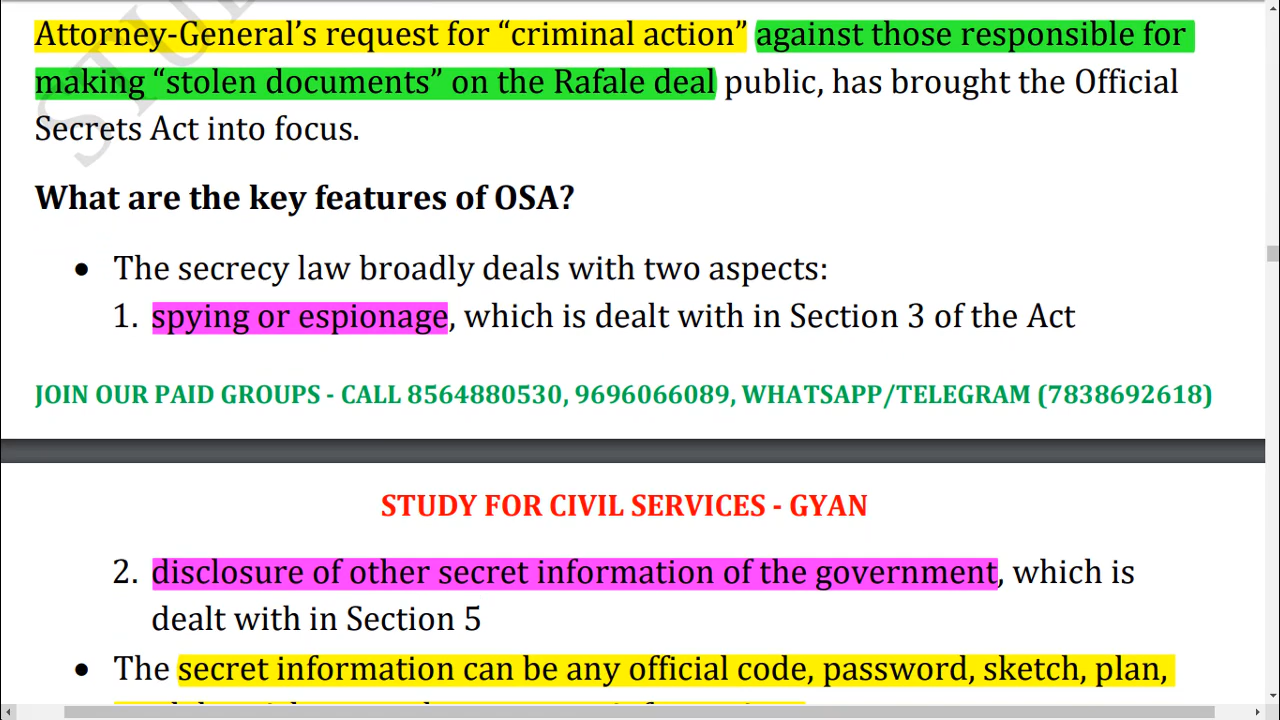 Attorney-General’s request for “criminal action” against those responsible for
making “stolen documents” on the Rafale deal public, has brought the Official
Secrets Act into focus.
What are the key features of OSA?
• The secrecy law broadly deals with two aspects:
1. spying or espionage, which is dealt with in Section 3 of the Act
JOIN OUR PAID GROUPS - CALL 8564880530, 9696066089, WHATSAPP/TELEGRAM (7838692618)
STUDY FOR CIVIL SERVICES - GYAN
2. disclosure of other secret information of the government, which is
dealt with in Section 5
• The secret information can be any official code, password, sketch, plan,